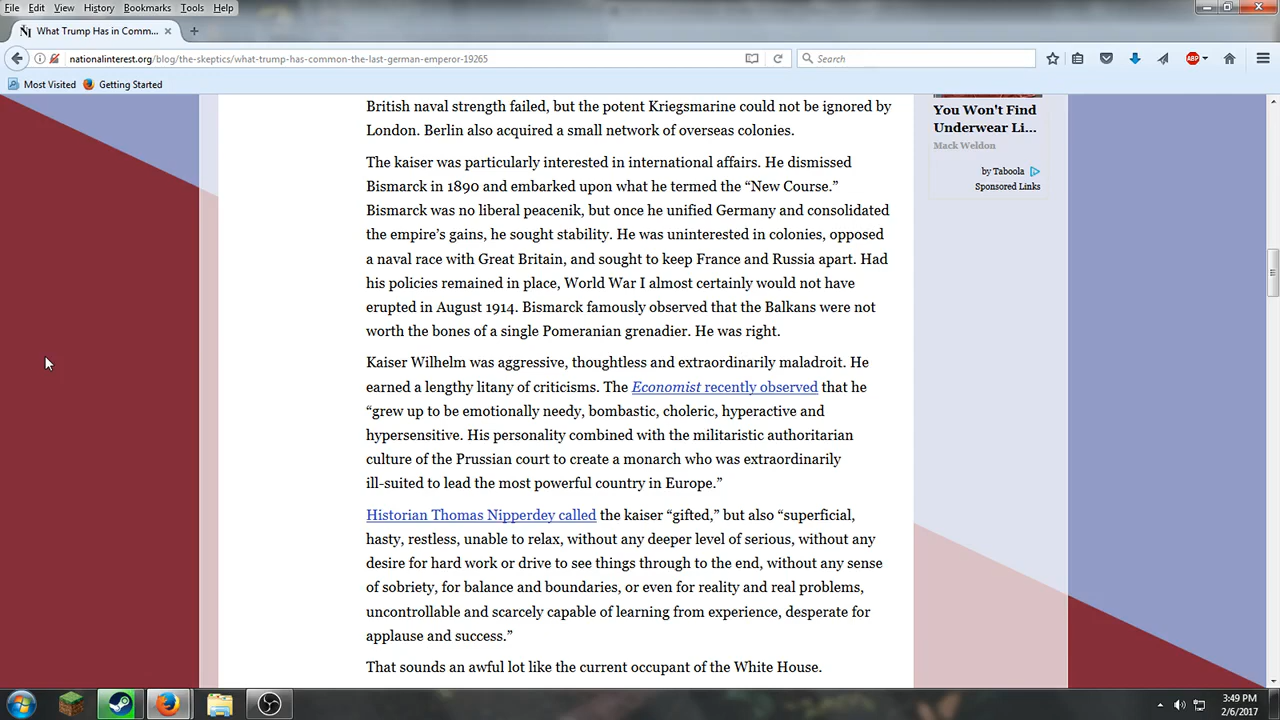 File Edit View History Bookmarks Tools Help
What Trump Has in Comm...
nationalinterest.org/blog/the-skeptics/what-trump-has-common-the-last-german-emperor-19265
Search
ABP
Most Visited Getting Started
British naval strength failed, but the potent Kriegsmarine could not be ignored by
London. Berlin also acquired a small network of overseas colonies.
The kaiser was particularly interested in international affairs. He dismissed
Bismarck in 1890 and embarked upon what he termed the “New Course.”
Bismarck was no liberal peacenik, but once he unified Germany and consolidated
the empire’s gains, he sought stability. He was uninterested in colonies, opposed
a naval race with Great Britain, and sought to keep France and Russia apart. Had
his policies remained in place, World War I almost certainly would not have
erupted in August 1914. Bismarck famously observed that the Balkans were not
worth the bones of a single Pomeranian grenadier. He was right.
Kaiser Wilhelm was aggressive, thoughtless and extraordinarily maladroit. He
earned a lengthy litany of criticisms. The Economist recently observed that he
“grew up to be emotionally needy, bombastic, choleric, hyperactive and
hypersensitive. His personality combined with the militaristic authoritarian
culture of the Prussian court to create a monarch who was extraordinarily
ill-suited to lead the most powerful country in Europe.”
Historian Thomas Nipperdey called the kaiser “gifted,” but also “superficial,
hasty, restless, unable to relax, without any deeper level of serious, without any
desire for hard work or drive to see things through to the end, without any sense
of sobriety, for balance and boundaries, or even for reality and real problems,
uncontrollable and scarcely capable of learning from experience, desperate for
applause and success.”
That sounds an awful lot like the current occupant of the White House.
You Won't Find
Underwear Li...
Mack Weldon
by Taboola
Sponsored Links
3:49 PM
2/6/2017